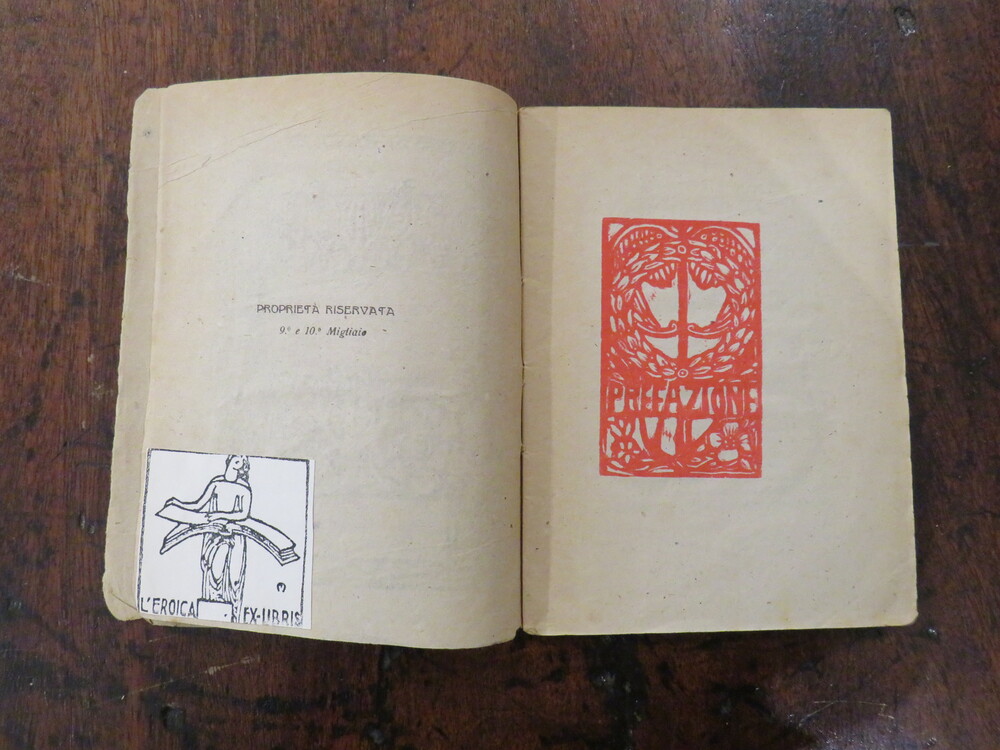 PROPRIETÀ RISERVATA
9.° e 10.° Migliaio
L'EROICA EX-LIBRIS
PREFAZIONE